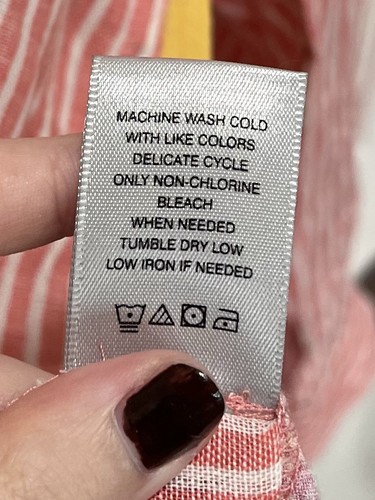 MACHINE WASH COLD
WITH LIKE COLORS
DELICATE CYCLE
ONLY NON-CHLORINE
BLEACH
WHEN NEEDED
TUMBLE DRY LOW
LOW IRON IF NEEDED